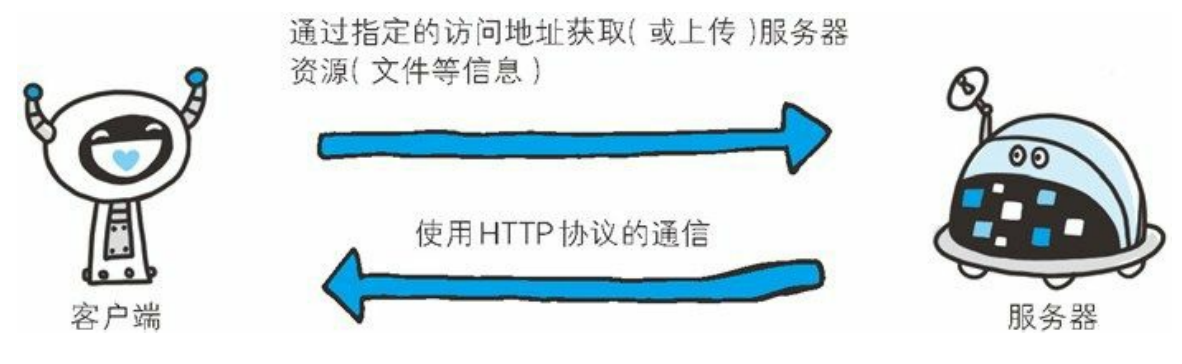 通过指定的访问地址获取( 或上传 )服务器
资源( 文件等信息 )
使用HTTP协议的通信
客户端
服务器